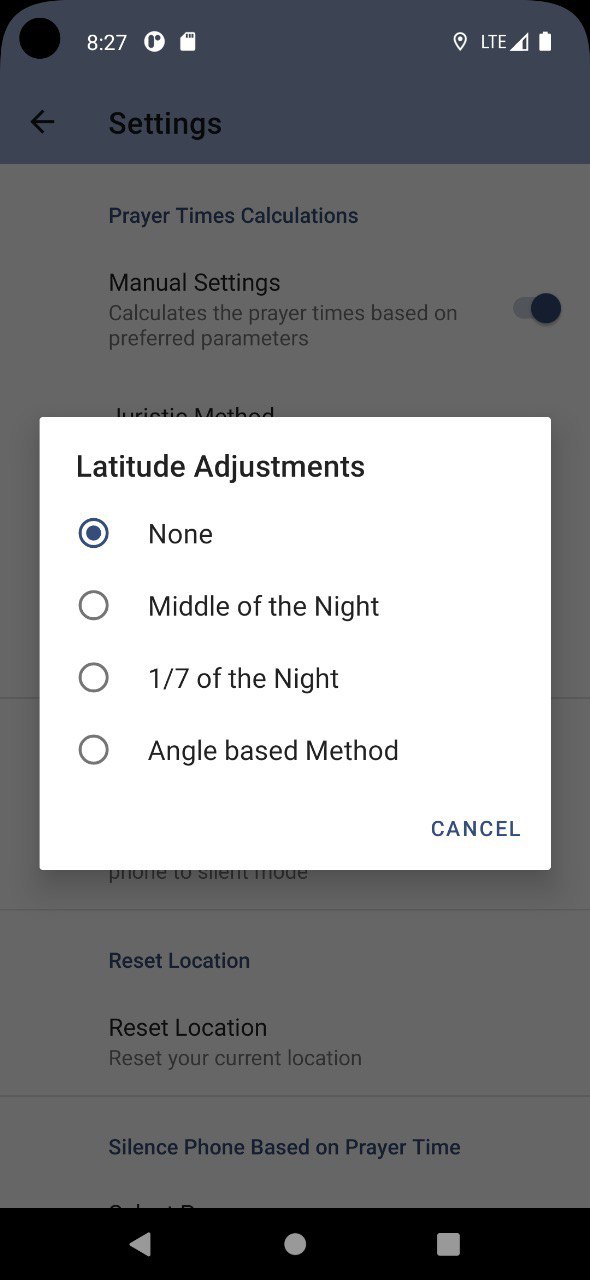 8:27
LTE
Settings
Prayer Times Calculations
Manual Settings
Calculates the prayer times based on
preferred parameters
Juristic Method
Latitude Adjustments
None
Middle of the Night
1/7 of the Night
Angle based Method
CANCEL
phone to silent mode
Reset Location
Reset Location
Reset your current location
Silence Phone Based on Prayer Time